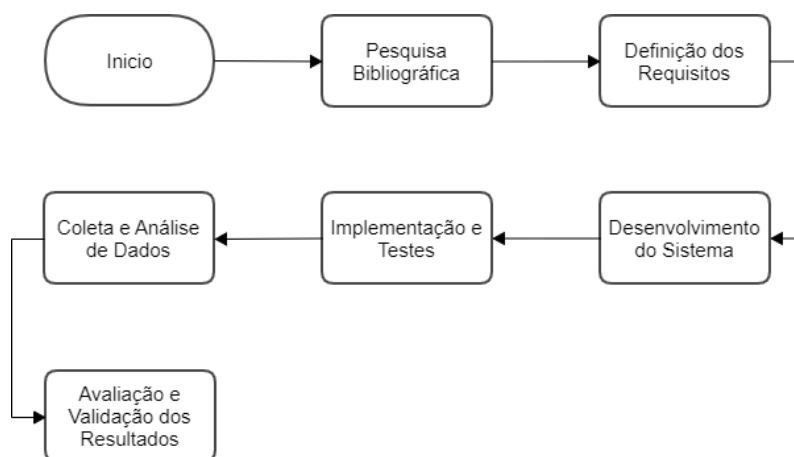 Inicio
Pesquisa
Bibliográfica
Definição dos
Requisitos
Desenvolvimento
do Sistema
Implementação e
Testes
Coleta e Análise
de Dados
Avaliação e
Validação dos
Resultados